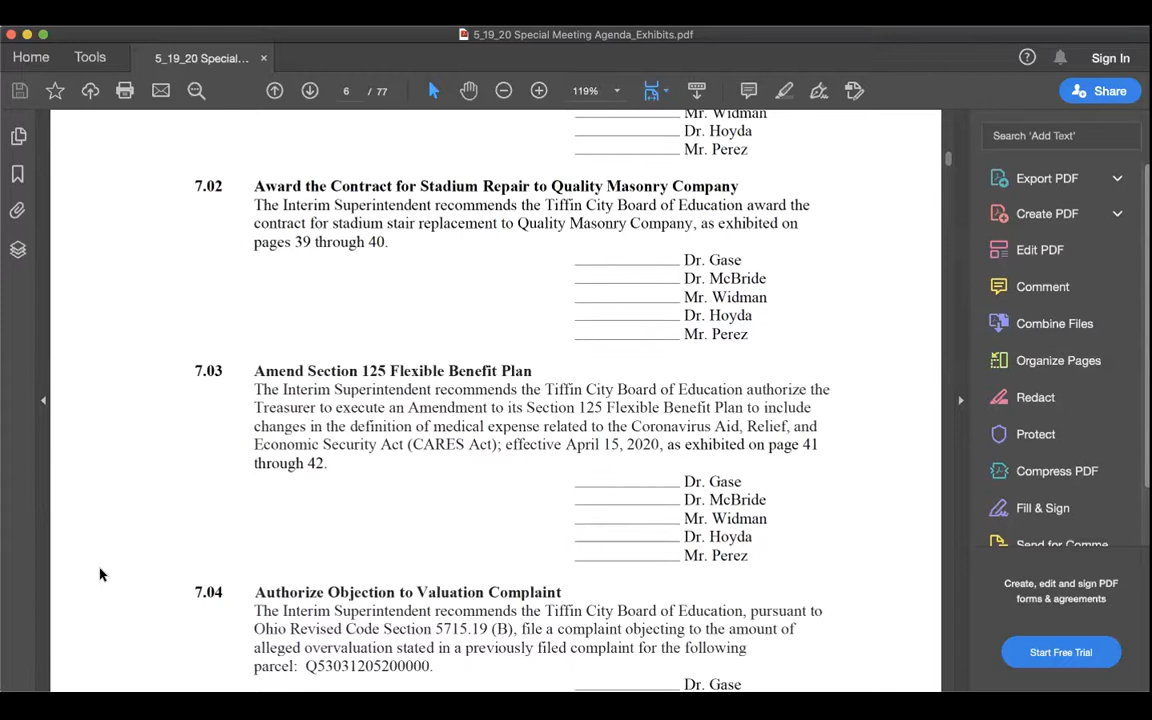 5_19_20 Special Meeting Agenda_Exhibits.pdf
Home Tools 5_19_20 Special... × Sign In
6 / 77 119% Share
Mr. Widman
Dr. Hoyda
Mr. Perez
7.02 Award the Contract for Stadium Repair to Quality Masonry Company
The Interim Superintendent recommends the Tiffin City Board of Education award the
contract for stadium stair replacement to Quality Masonry Company, as exhibited on
pages 39 through 40.
Dr. Gase
Dr. McBride
Mr. Widman
Dr. Hoyda
Mr. Perez
7.03 Amend Section 125 Flexible Benefit Plan
The Interim Superintendent recommends the Tiffin City Board of Education authorize the
Treasurer to execute an Amendment to its Section 125 Flexible Benefit Plan to include
changes in the definition of medical expense related to the Coronavirus Aid, Relief, and
Economic Security Act (CARES Act); effective April 15, 2020, as exhibited on page 41
through 42.
Dr. Gase
Dr. McBride
Mr. Widman
Dr. Hoyda
Mr. Perez
7.04 Authorize Objection to Valuation Complaint
The Interim Superintendent recommends the Tiffin City Board of Education, pursuant to
Ohio Revised Code Section 5715.19 (B), file a complaint objecting to the amount of
alleged overvaluation stated in a previously filed complaint for the following
parcel: Q53031205200000.
Dr. Gase
Search 'Add Text'
Export PDF
Create PDF
Edit PDF
Comment
Combine Files
Organize Pages
Redact
Protect
Compress PDF
Fill & Sign
Send for Comme
Create, edit and sign PDF
forms & agreements
Start Free Trial